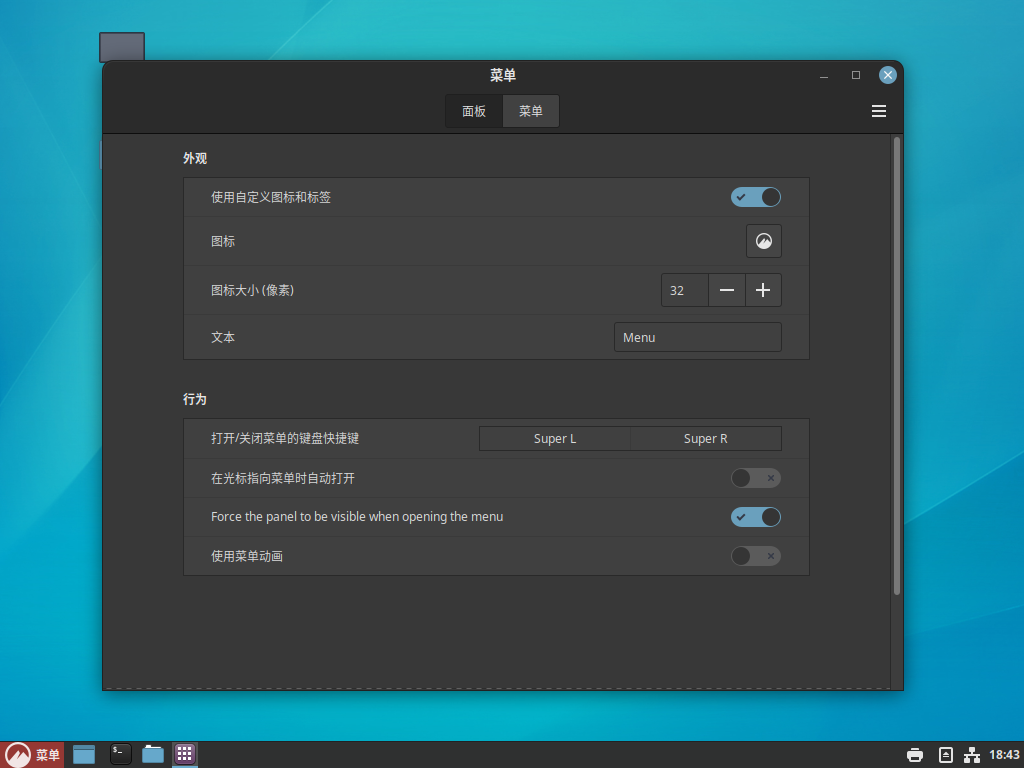 菜单
面板
菜单
外观
使用自定义图标和标签
图标
图标大小 (像素)
32
文本
Menu
行为
打开/关闭菜单的键盘快捷键
Super L
Super R
在光标指向菜单时自动打开
Force the panel to be visible when opening the menu
使用菜单动画
菜单
$-
18:43